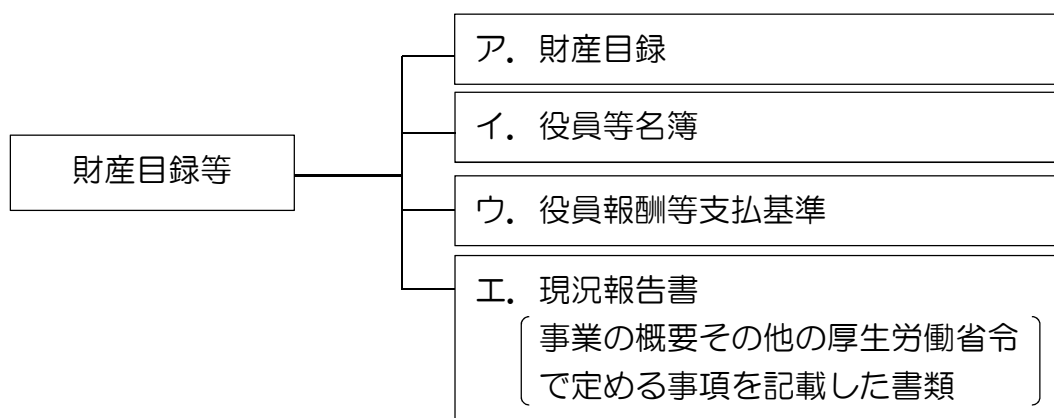 財産目録等
ア．財産目録
イ．役員等名簿
ウ．役員報酬等支払基準
エ．現況報告書
事業の概要その他の厚生労働省令
で定める事項を記載した書類